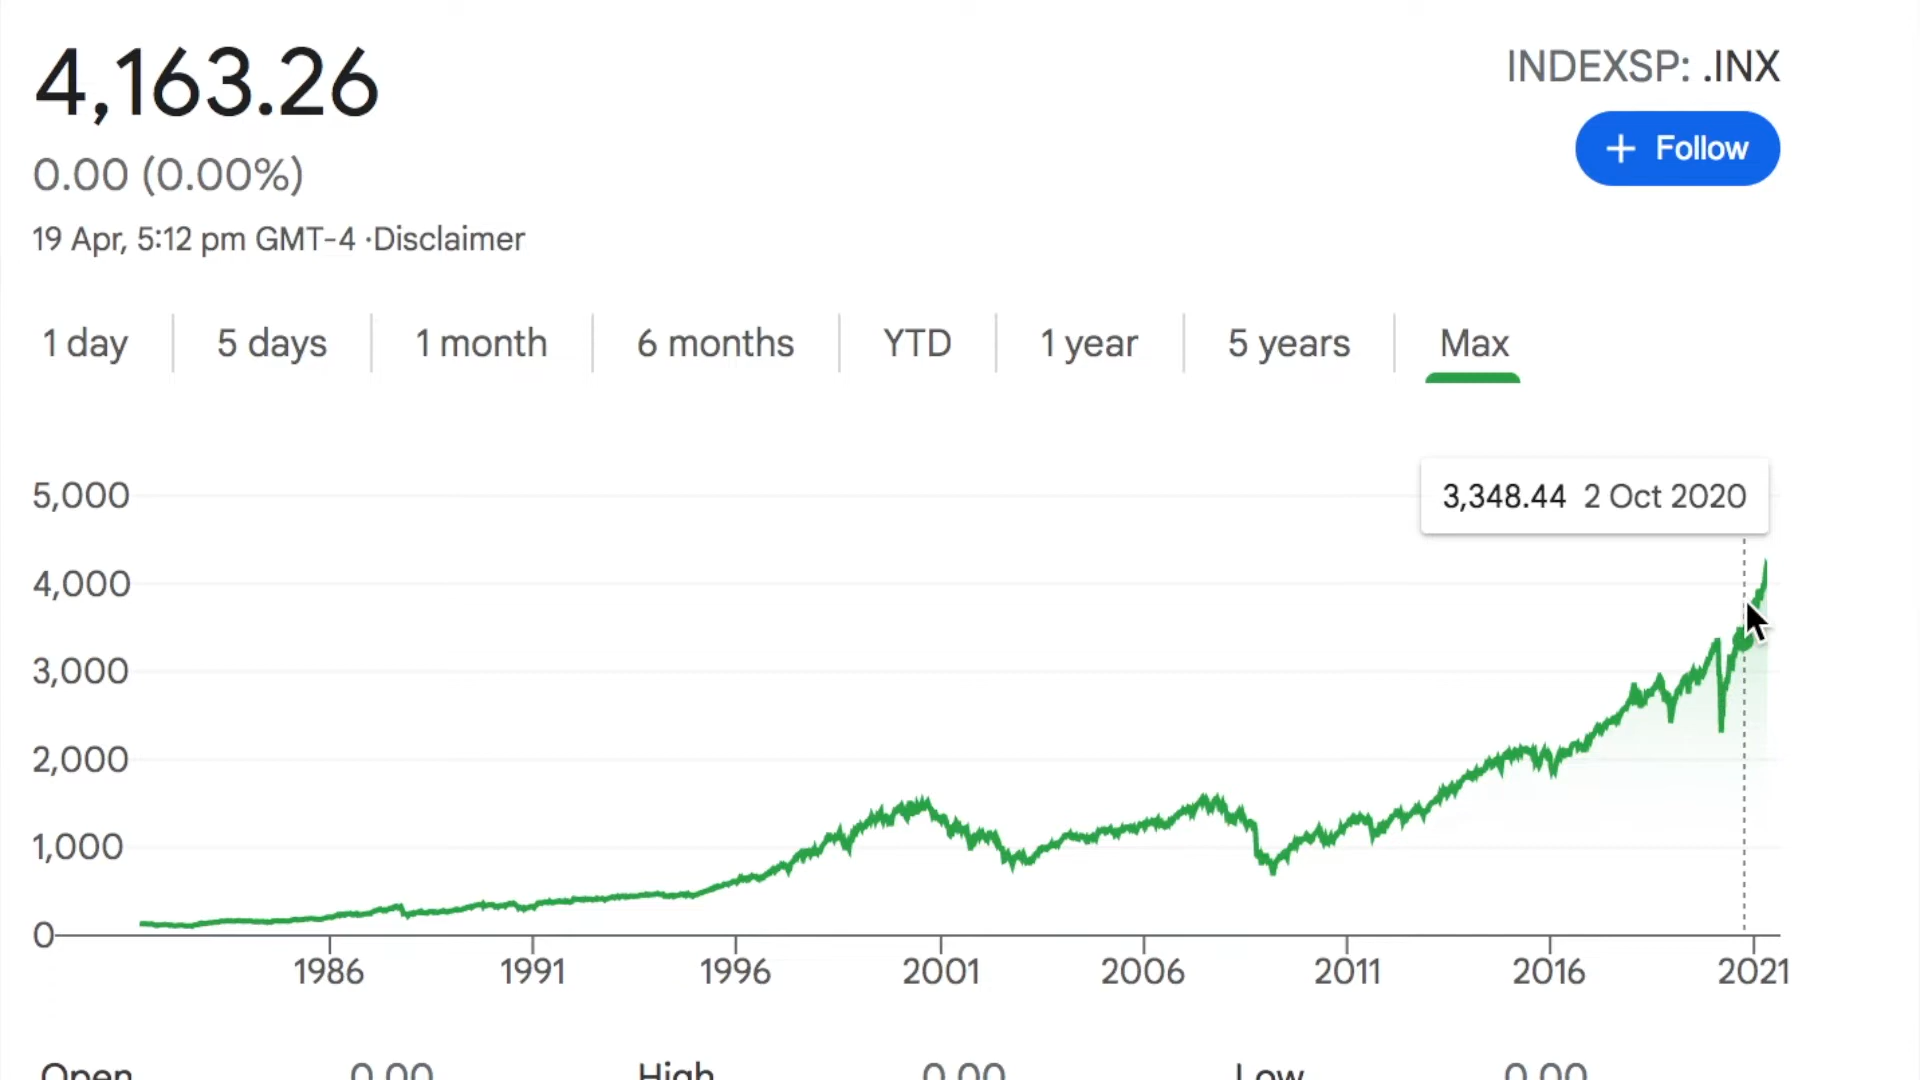 4,163.26
INDEXSP: .INX
+ Follow
0.00 (0.00%)
19 Apr, 5:12 pm GMT-4 ·Disclaimer
1 day 5 days 1 month 6 months YTD 1 year 5 years Max
3,348.44 2 Oct 2020
5,000
4,000
3,000
2,000
1,000
0
1986 1991 1996 2001 2006 2011 2016 2021
Open 0.00 High 0.00 Low 0.00